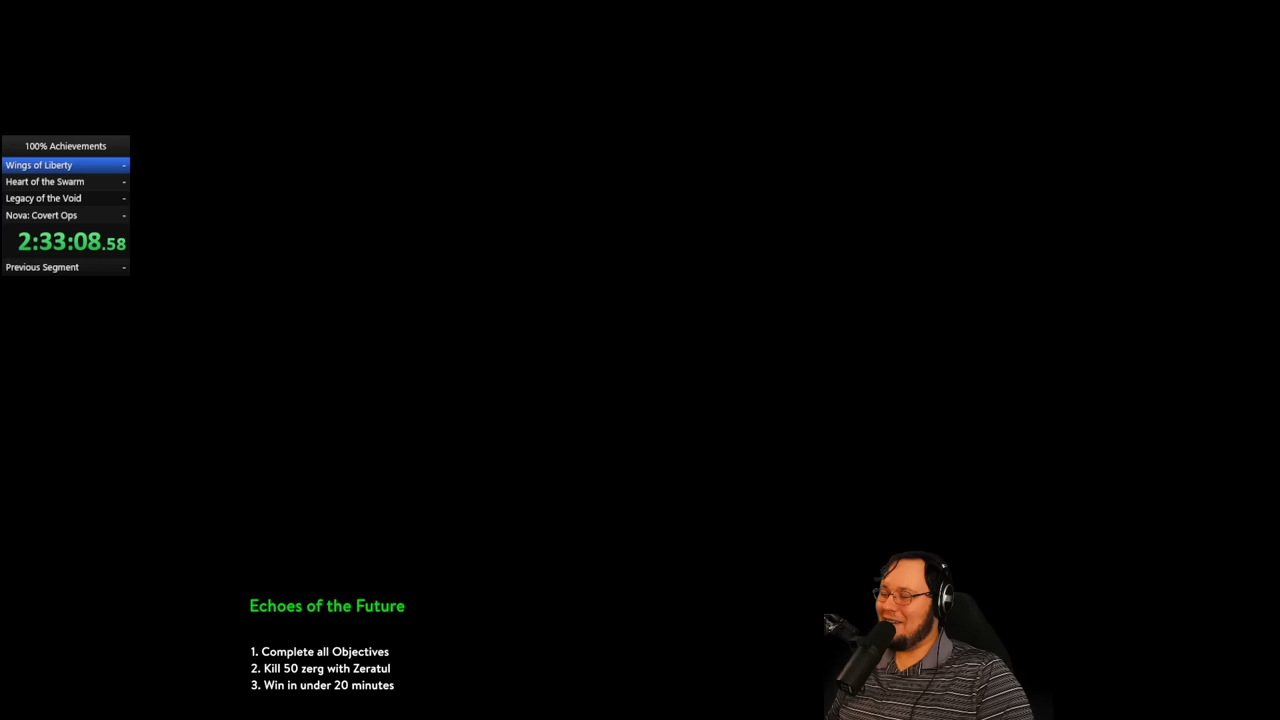 100% Achievements
Wings of Liberty -
Heart of the Swarm -
Legacy of the Void -
Nova: Covert Ops -
2:33:08.58
Previous Segment -
Echoes of the Future
1. Complete all Objectives
2. Kill 50 zerg with Zeratul
3. Win in under 20 minutes